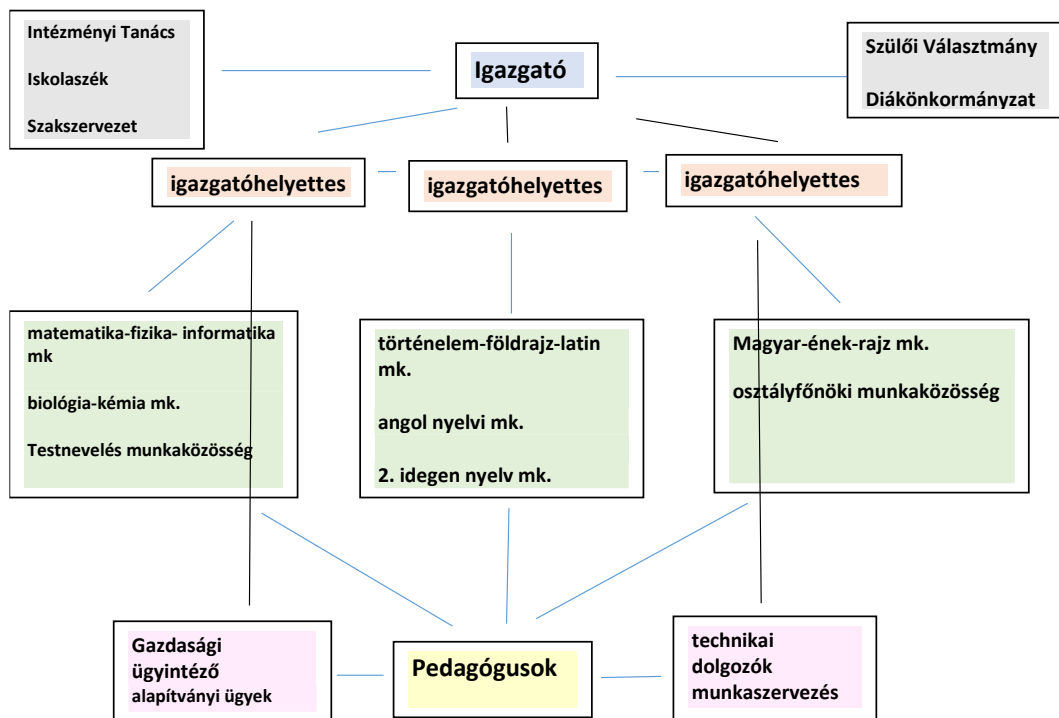 Intézményi Tanács
Iskolaszék
Szakszervezet
Igazgató
Szülői Választmány
Diákönkormányzat
igazgatóhelyettes
igazgatóhelyettes
igazgatóhelyettes
matematika-fizika- informatika
mk
biológia-kémia mk.
Testnevelés munkaközösség
történelem-földrajz-latin
mk.
angol nyelvi mk.
2. idegen nyelv mk.
Magyar-ének-rajz mk.
osztályfőnöki munkaközösség
Gazdasági
ügyintéző
alapítványi ügyek
Pedagógusok
technikai
dolgozók
munkaszervezés